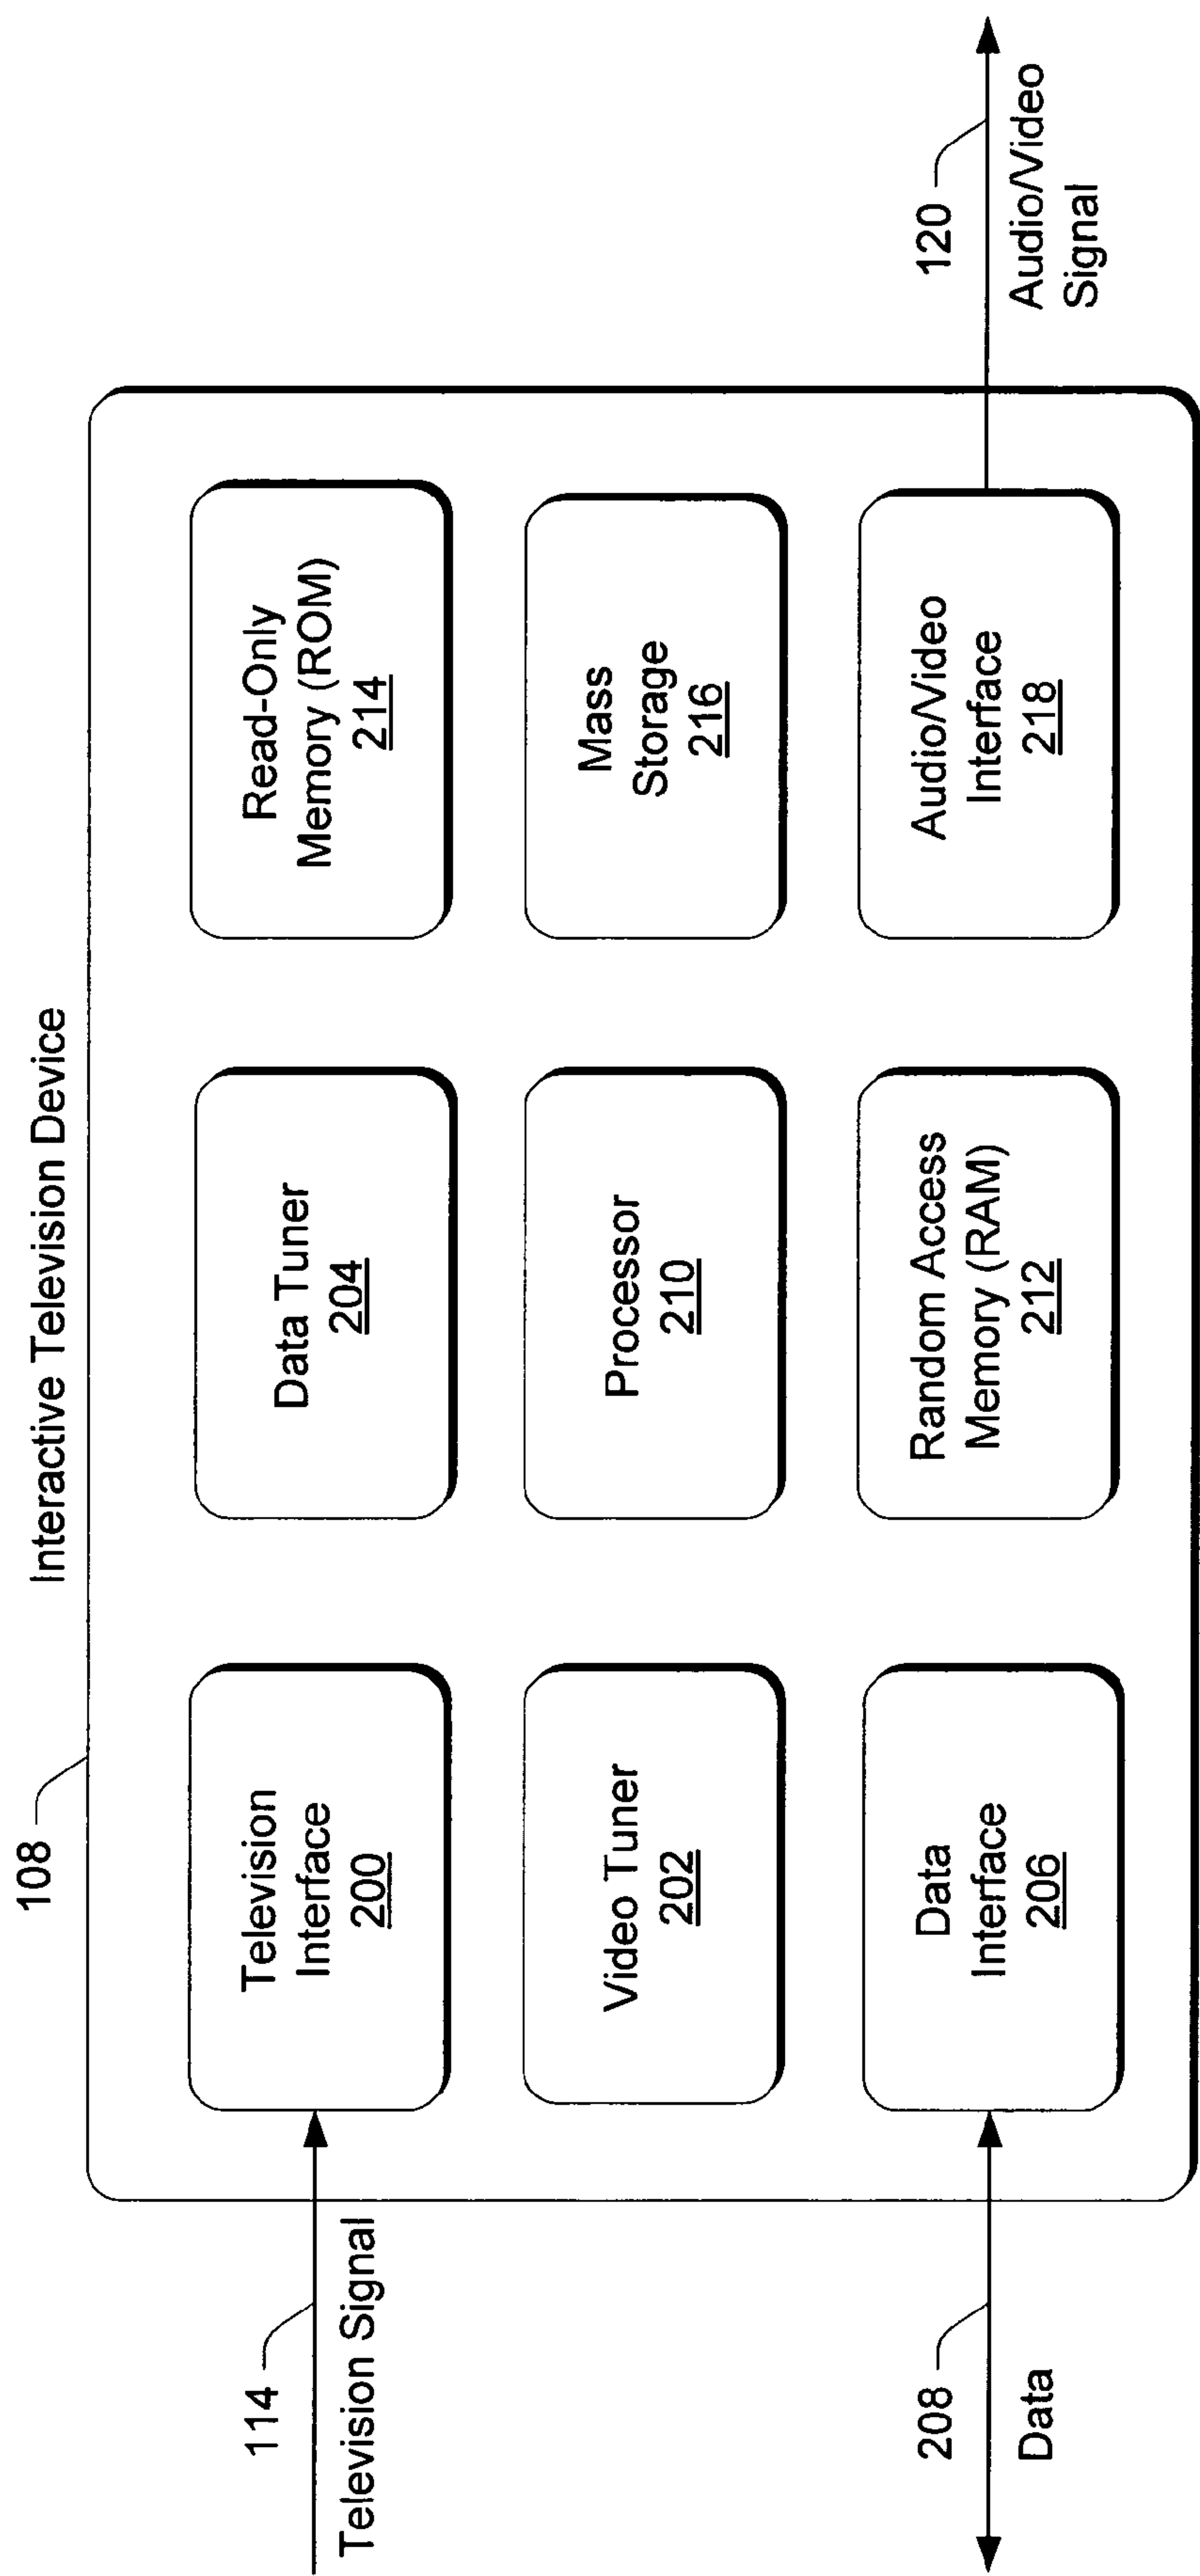 Interactive Television Device
108
114
Television Signal
Television
Interface
200
Data Tuner
204
Read-Only
Memory (ROM)
214
Video Tuner
202
Processor
210
Mass
Storage
216
208
Data
Data
Interface
206
Random Access
Memory (RAM)
212
Audio/Video
Interface
218
120
Audio/Video
Signal